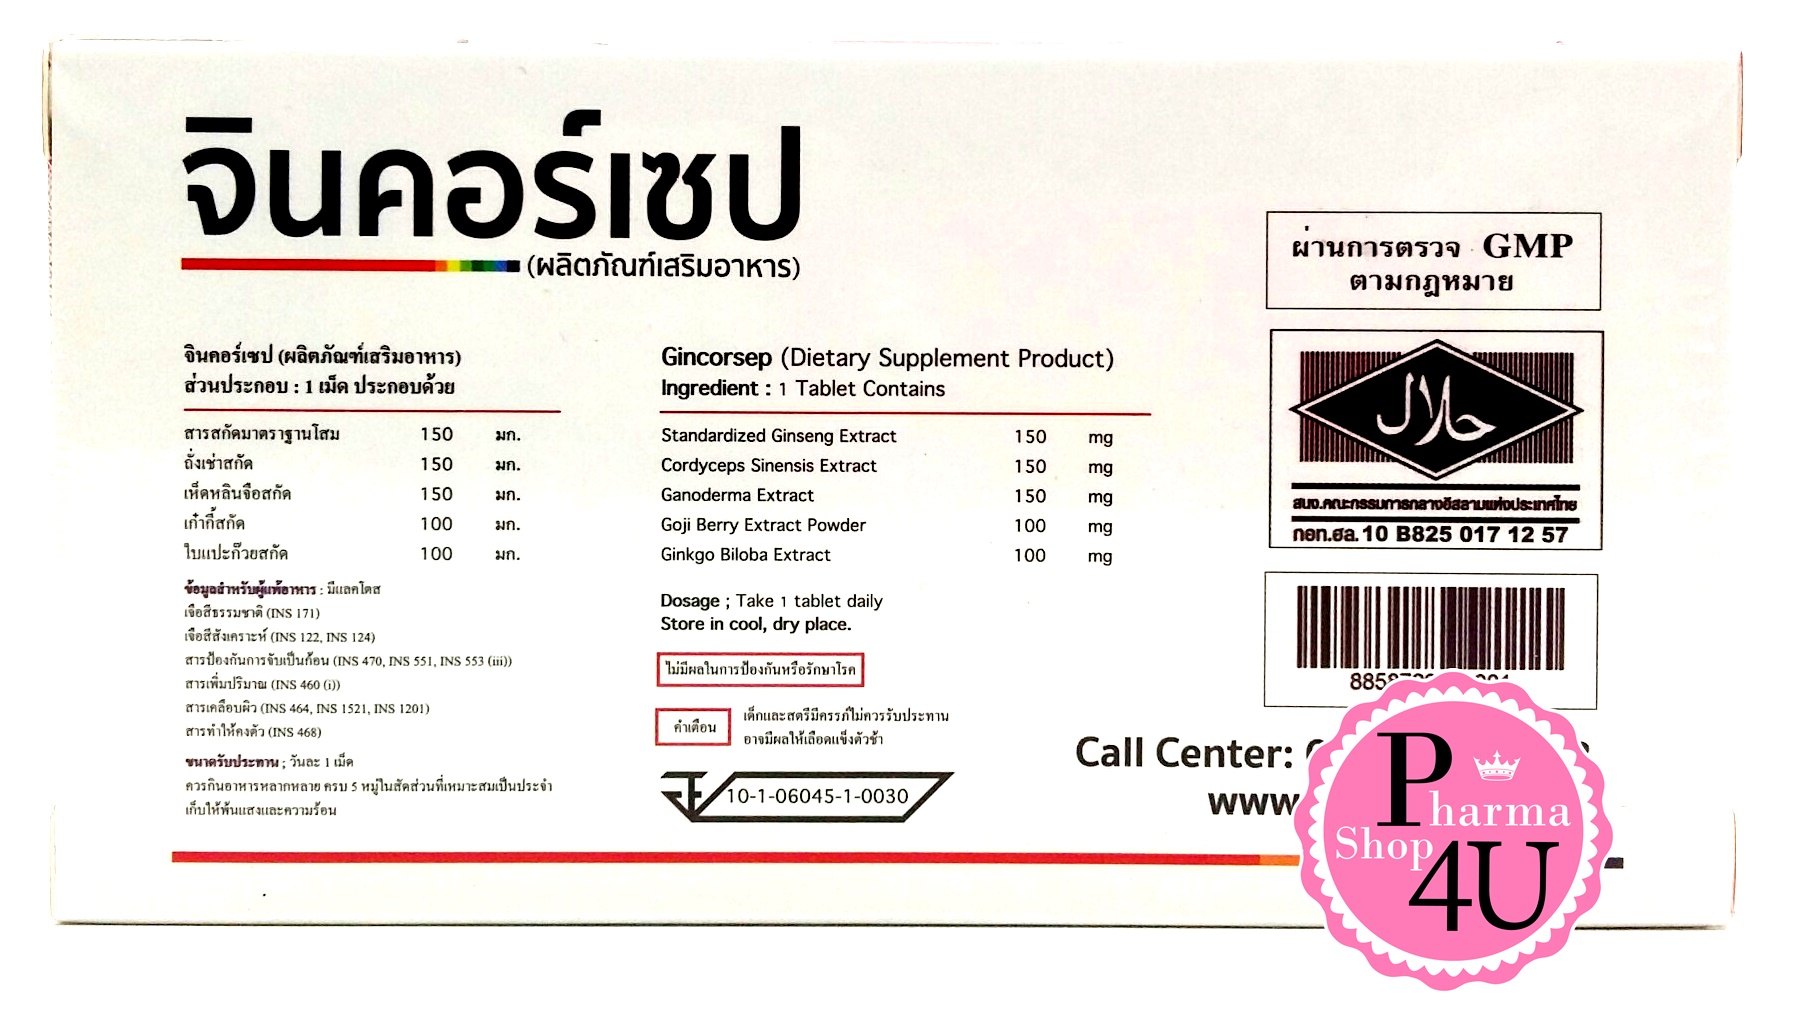 จินคอร์เซป
(ผลิตภัณฑ์เสริมอาหาร)
ผ่านการตรวจ GMP
ตามกฎหมาย
حلال
สนง.คณะกรรมการกลางอิสลามแห่งประเทศไทย
กอท.ฮล. 10 B825 017 12 57
จินคอร์เซป (ผลิตภัณฑ์เสริมอาหาร)
ส่วนประกอบ : 1 เม็ด ประกอบด้วย
สารสกัดมาตราฐานโสม 150 มก.
ถั่งเช่าสกัด 150 มก.
เห็ดหลินจือสกัด 150 มก.
เก๋ากี้สกัด 100 มก.
ใบแปะก๊วยสกัด 100 มก.
ข้อมูลสำหรับผู้แพ้อาหาร : มีแลคโตส
เจือสีธรรมชาติ (INS 171)
เจือสีสังเคราะห์ (INS 122, INS 124)
สารป้องกันการจับเป็นก้อน (INS 470, INS 551, INS 553 (iii))
สารเพิ่มปริมาณ (INS 460 (i))
สารเคลือบผิว (INS 464, INS 1521, INS 1201)
สารทำให้คงตัว (INS 468)
ขนาดรับประทาน ; วันละ 1 เม็ด
ควรกินอาหารหลากหลาย ครบ 5 หมู่ในสัดส่วนที่เหมาะสมเป็นประจำ
เก็บให้พ้นแสงและความร้อน
Gincorsep (Dietary Supplement Product)
Ingredient : 1 Tablet Contains
Standardized Ginseng Extract 150 mg
Cordyceps Sinensis Extract 150 mg
Ganoderma Extract 150 mg
Goji Berry Extract Powder 100 mg
Ginkgo Biloba Extract 100 mg
Dosage ; Take 1 tablet daily
Store in cool, dry place.
ไม่มีผลในการป้องกันหรือรักษาโรค
คำเตือน
เด็กและสตรีมีครรภ์ไม่ควรรับประทาน
อาจมีผลให้เลือดแข็งตัวช้า
อย 10-1-06045-1-0030
Call Center:
www
Pharma
Shop 4U